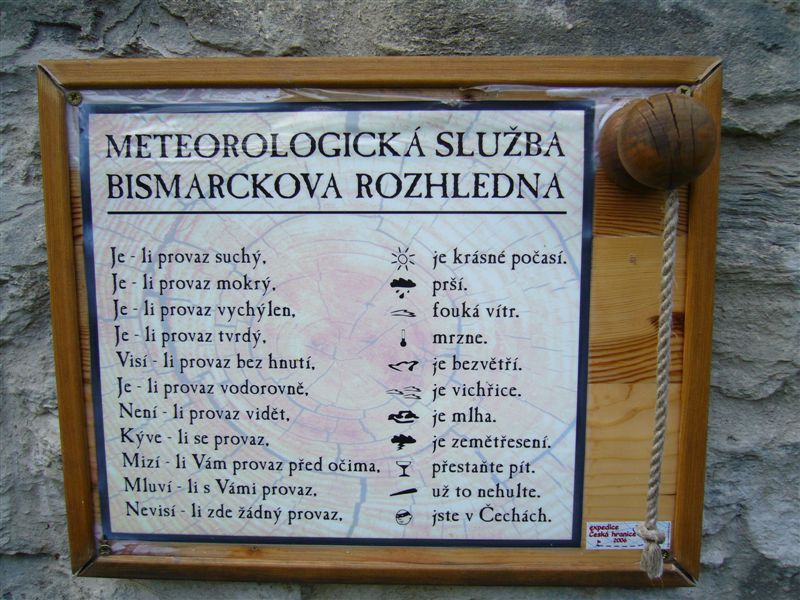 METEOROLOGICKÁ SLUŽBA
BISMARCKOVA ROZHLEDNA
Je - li provaz suchý, je krásné počasí.
Je - li provaz mokrý, prší.
Je - li provaz vychýlen, fouká vítr.
Je - li provaz tvrdý, mrzne.
Visí - li provaz bez hnutí, je bezvětří.
Je - li provaz vodorovně, je vichřice.
Není - li provaz vidět, je mlha.
Kýve - li se provaz, je zemětřesení.
Mizí - li Vám provaz před očima, přestaňte pít.
Mluví - li s Vámi provaz, už to nehulte.
Nevisí - li zde žádný provaz, jste v Čechách.
expedice
Česká hranice
2006